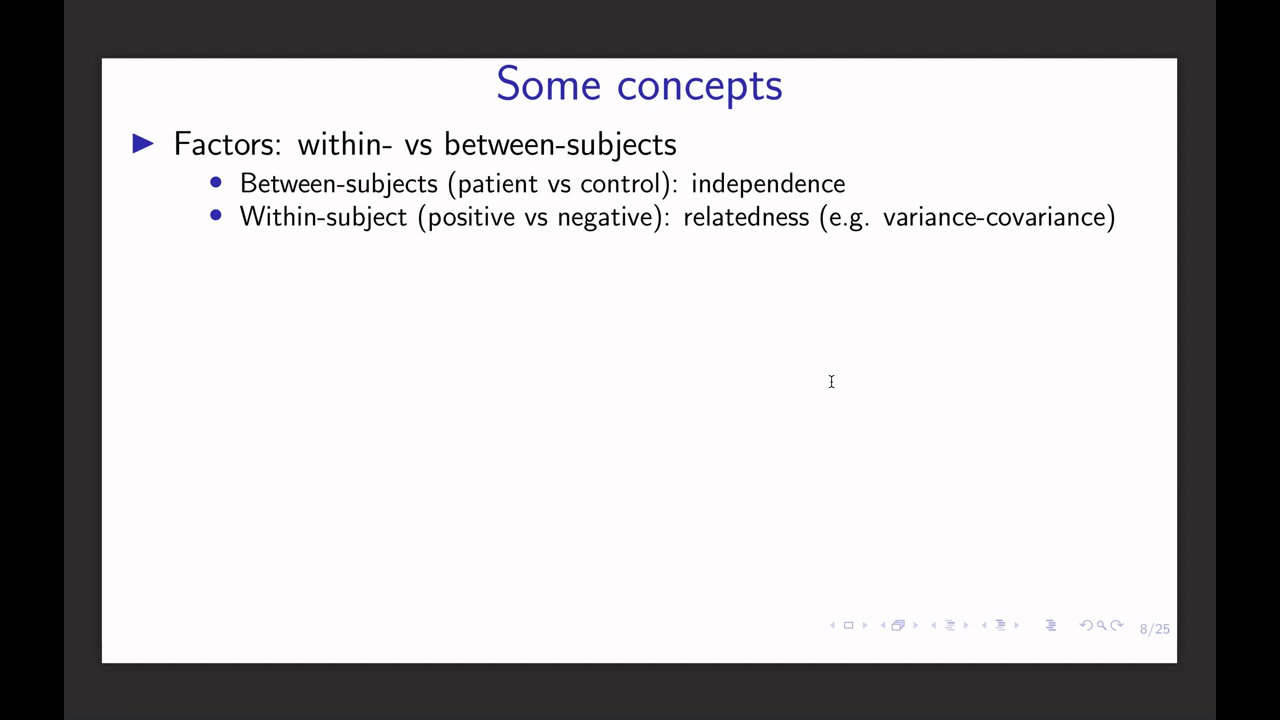 Some concepts
Factors: within- vs between-subjects
Between-subjects (patient vs control): independence
Within-subject (positive vs negative): relatedness (e.g. variance-covariance)
8/25